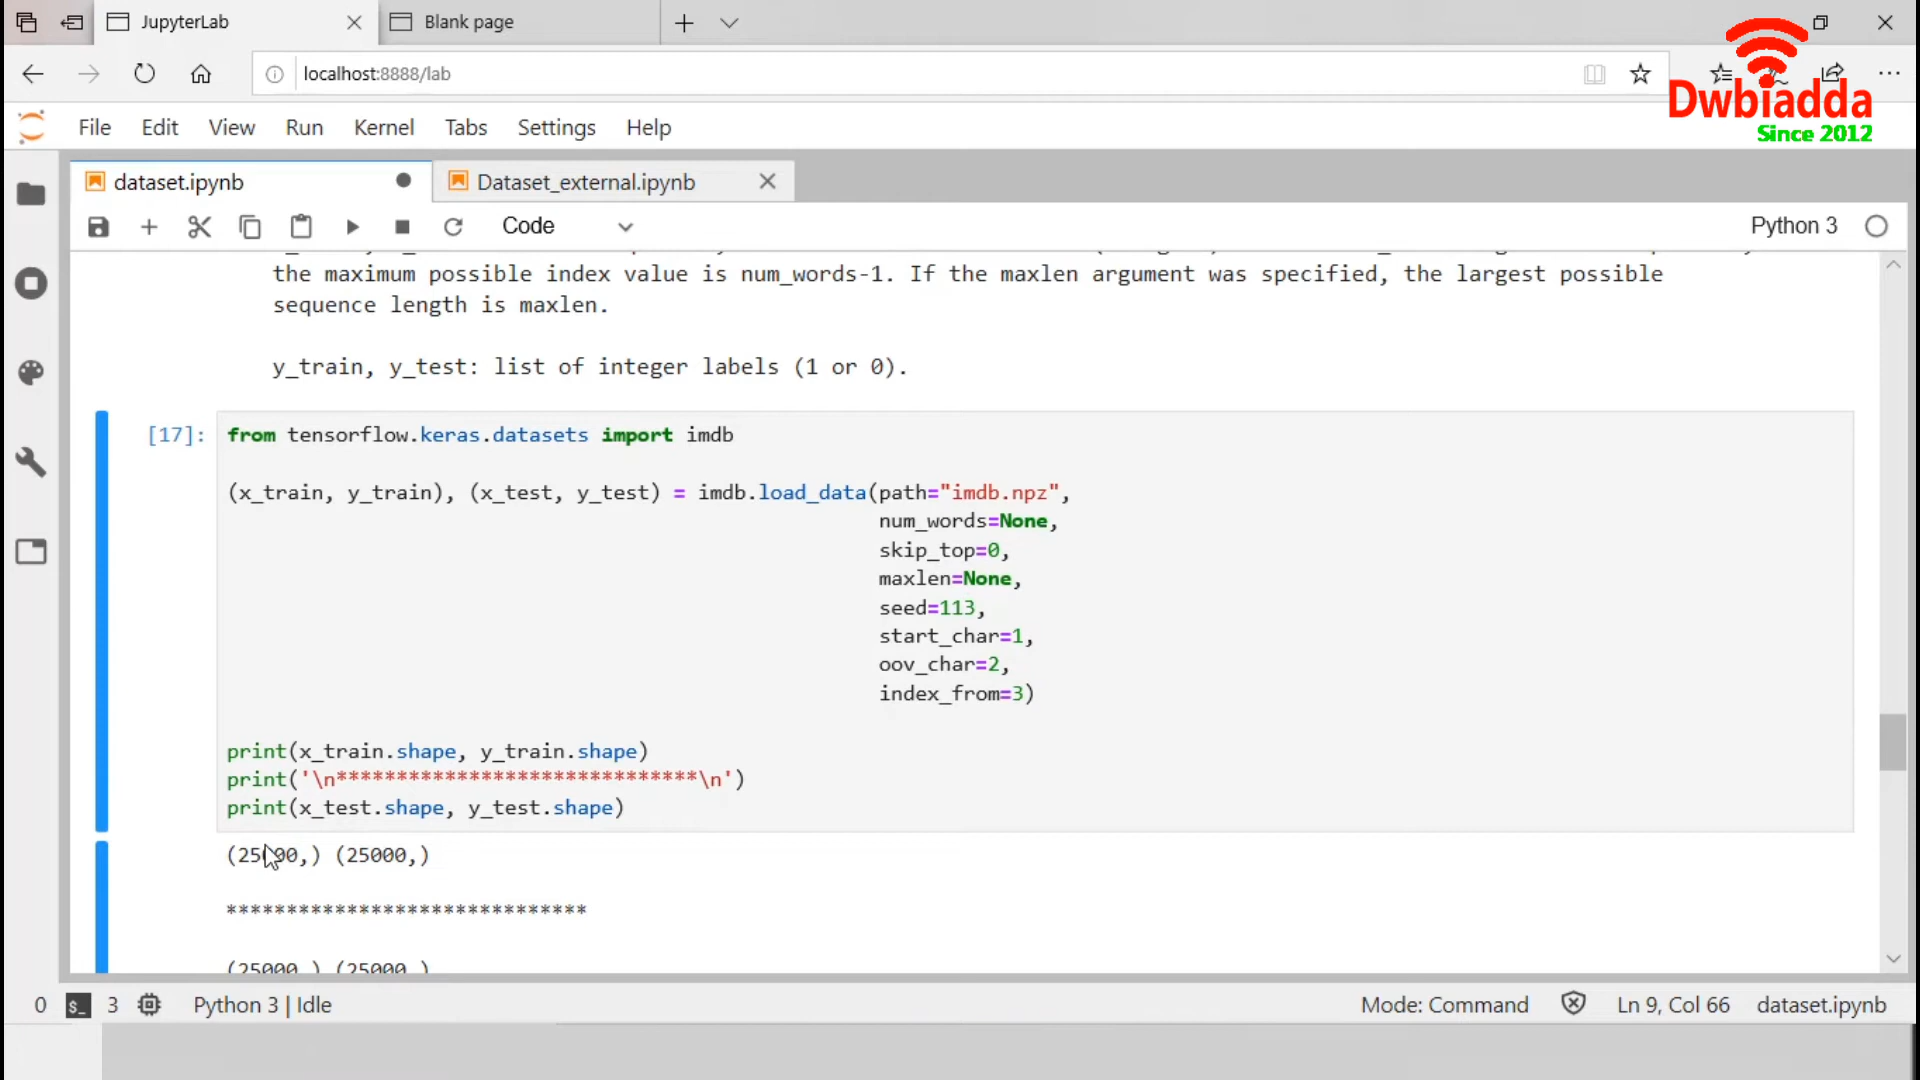 JupyterLab
Blank page
localhost:8888/lab
Dwbiadda
Since 2012
File Edit View Run Kernel Tabs Settings Help
dataset.ipynb
Dataset_external.ipynb
Code
Python 3
the maximum possible index value is num_words-1. If the maxlen argument was specified, the largest possible
sequence length is maxlen.
y_train, y_test: list of integer labels (1 or 0).
[17]:
from tensorflow.keras.datasets import imdb
(x_train, y_train), (x_test, y_test) = imdb.load_data(path="imdb.npz",
num_words=None,
skip_top=0,
maxlen=None,
seed=113,
start_char=1,
oov_char=2,
index_from=3)
print(x_train.shape, y_train.shape)
print('\n******************************\n')
print(x_test.shape, y_test.shape)
(25000,) (25000,)
******************************
(25000,) (25000,)
0 $_ 3 Python 3 | Idle
Mode: Command Ln 9, Col 66 dataset.ipynb